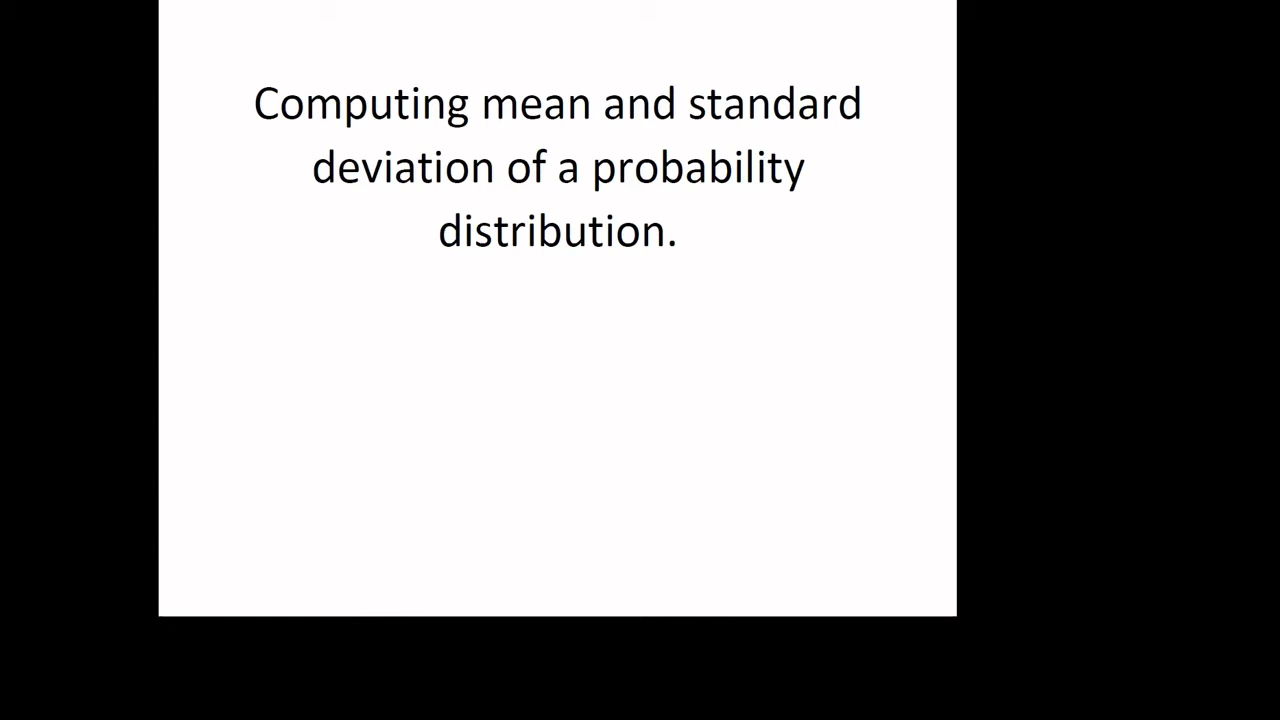 Computing mean and standard
deviation of a probability
distribution.